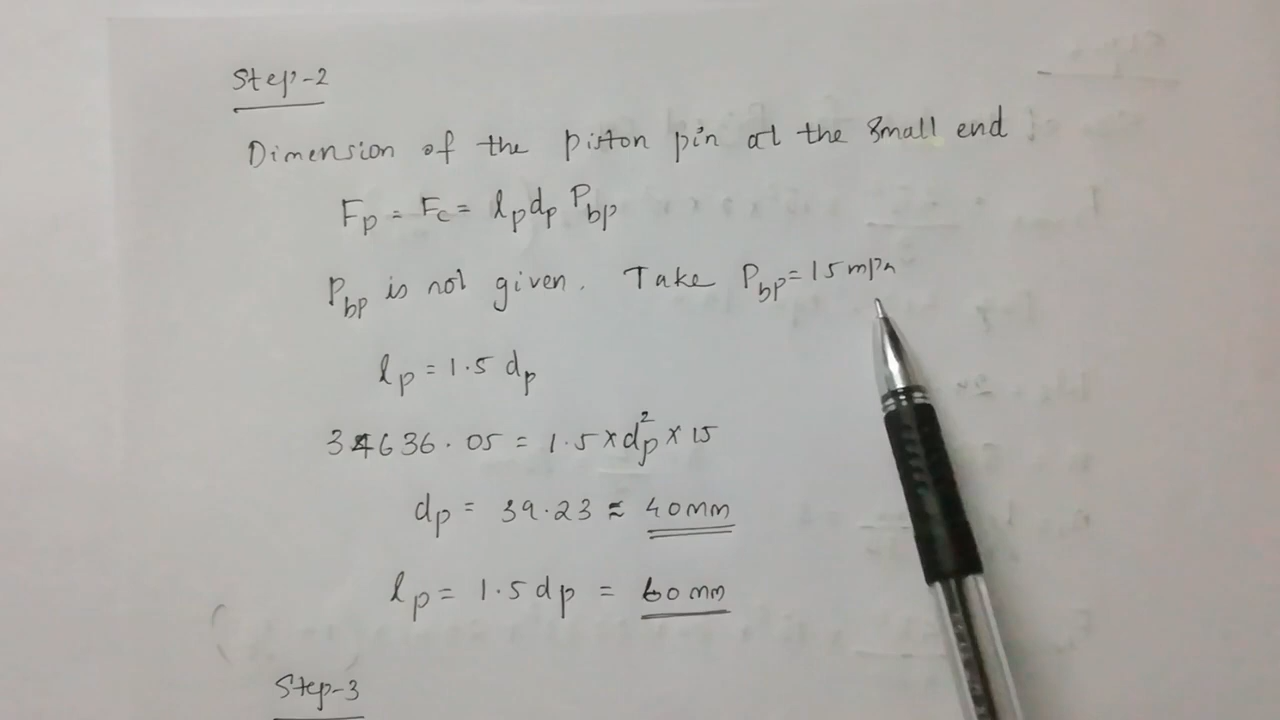 Step-2
Dimension of the piston pin at the small end :
Fp = Fc = lp dp Pbp
Pbp is not given. Take Pbp = 15 mpa
lp = 1.5 dp
34636.05 = 1.5 x dp² x 15
dp = 39.23 ≈ 40mm
lp = 1.5 dp = 60 mm
Step-3